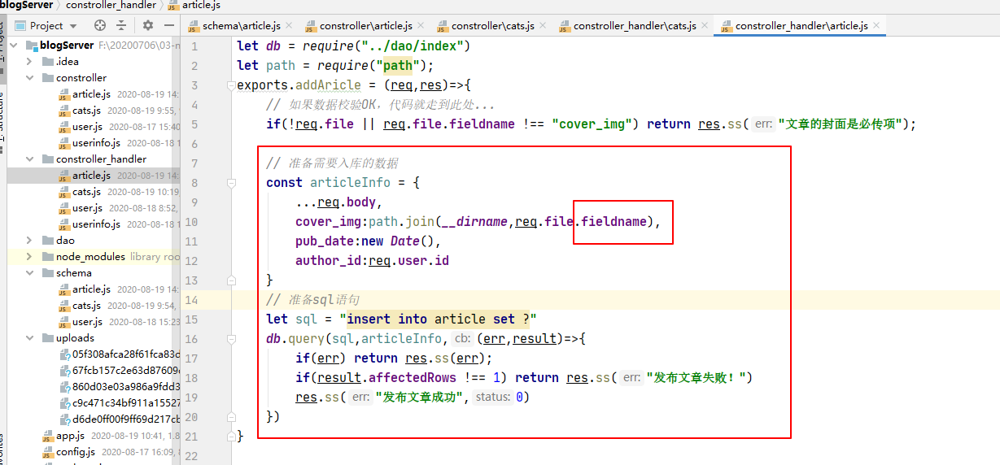 blogServer 〉 constroller_handler 〉 article.js
Project
schema\article.js
constroller\article.js
constroller\cats.js
constroller_handler\cats.js
constroller_handler\article.js
blogServer F:\20200706\03-
.idea
constroller
article.js 2020-08-19 14:
cats.js 2020-08-19 9:55,
user.js 2020-08-17 15:40
userinfo.js 2020-08-18 1
constroller_handler
article.js 2020-08-19 14:
cats.js 2020-08-19 10:19,
user.js 2020-08-18 8:52,
userinfo.js 2020-08-18 1
dao
node_modules library roo
schema
article.js 2020-08-19 14:
cats.js 2020-08-19 9:54,
user.js 2020-08-18 15:23
uploads
05f308afca28f61fca83d
67fcb157c2e63d87609
860d03e03a986a9fdd3
c9c471c34bf911a15527
d6de0ff00f9ff69d217cb
app.js 2020-08-19 10:41, 1.8
config.js 2020-08-17 16:09,
1 let db = require("../dao/index")
2 let path = require("path");
3 exports.addAricle = (req,res)=>{
4 // 如果数据校验OK，代码就走到此处...
5 if(!req.file || req.file.fieldname !== "cover_img") return res.ss( err: "文章的封面是必传项");
6
7 // 准备需要入库的数据
8 const articleInfo = {
9 ...req.body,
10 cover_img:path.join(__dirname,req.file.fieldname),
11 pub_date:new Date(),
12 author_id:req.user.id
13 }
14 // 准备sql语句
15 let sql = "insert into article set ?"
16 db.query(sql,articleInfo, cb: (err,result)=>{
17 if(err) return res.ss(err);
18 if(result.affectedRows !== 1) return res.ss( err: "发布文章失败！")
19 res.ss( err: "发布文章成功", status: 0)
20 })
21 }
22